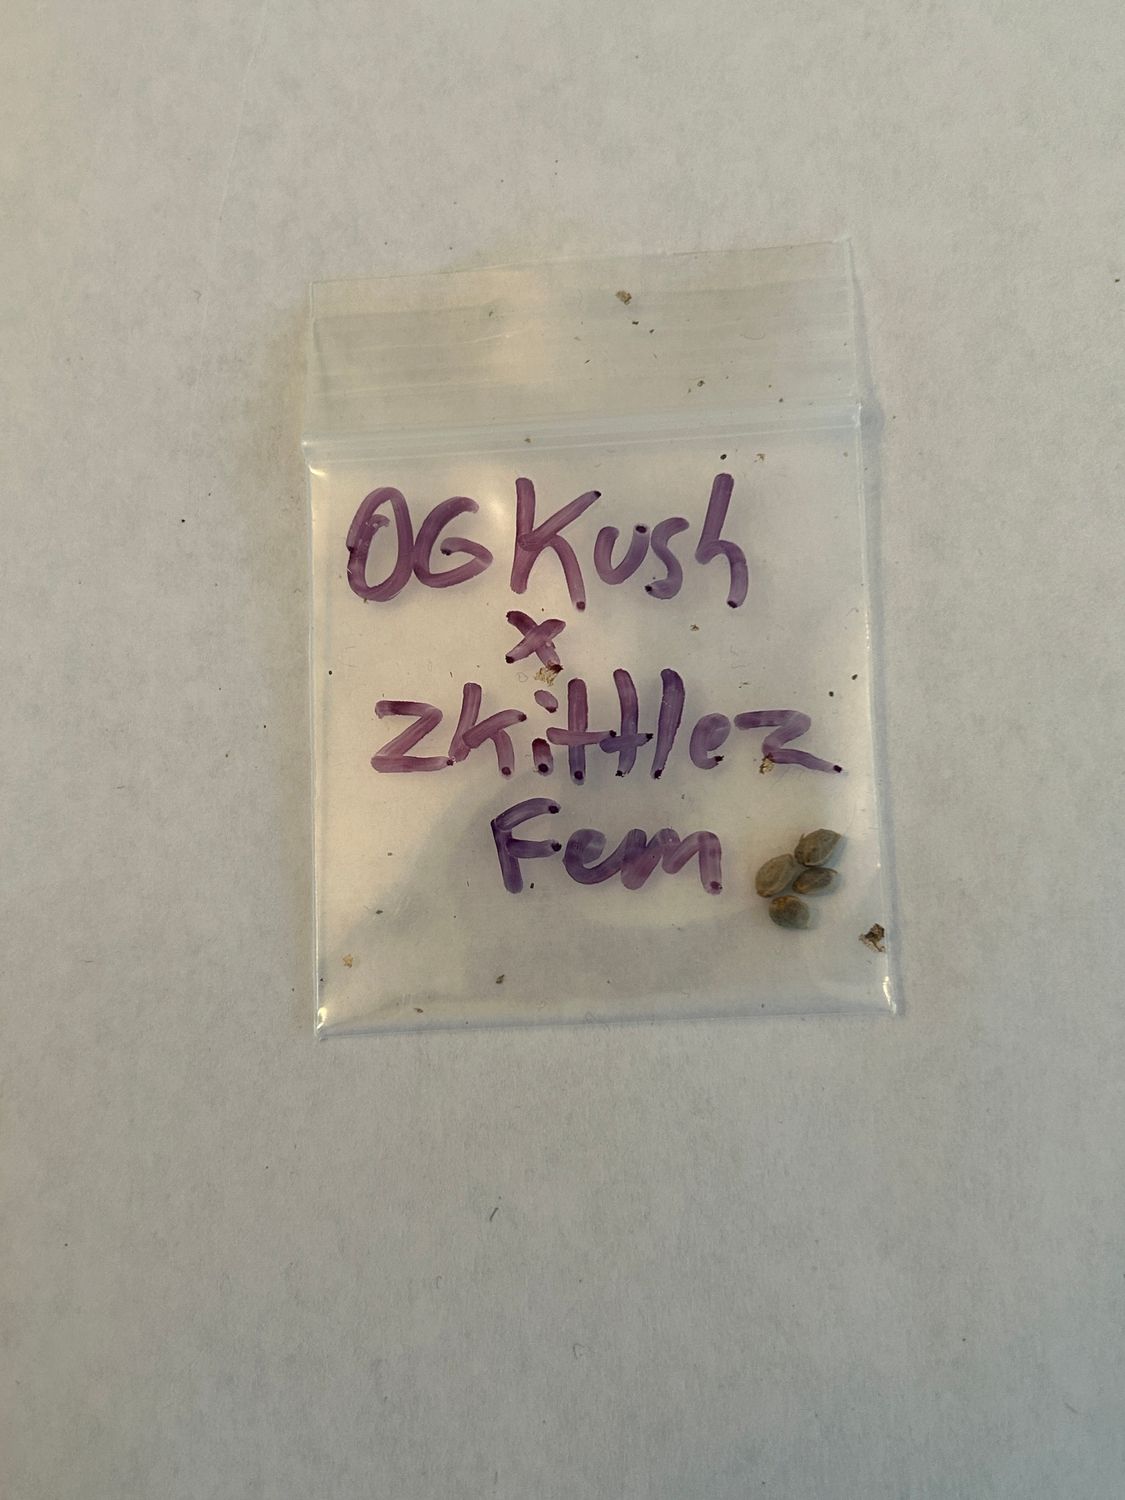 OG Kush
x
zkittlez
Fem